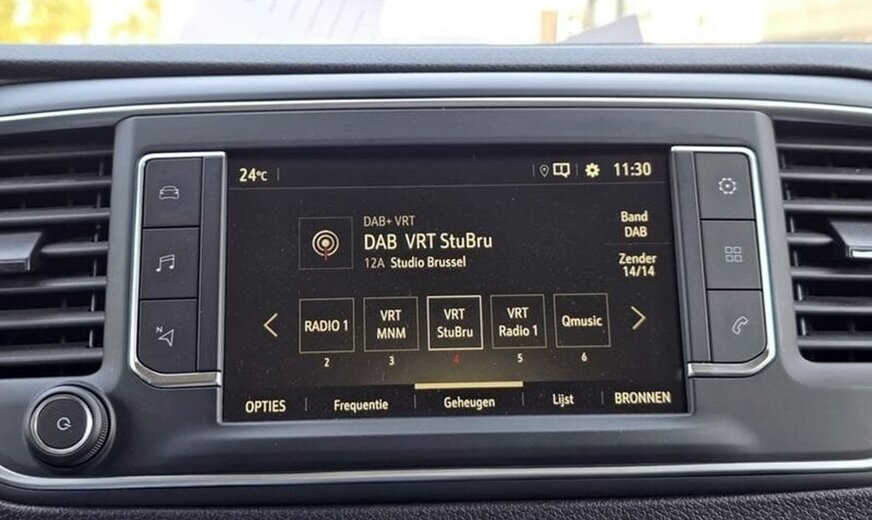 24°C
11:30
DAB+ VRT
DAB VRT StuBru
12A Studio Brussel
Band
DAB
Zender
14/14
RADIO 1
VRT
MNM
VRT
StuBru
VRT
Radio 1
Qmusic
2
3
4
5
6
OPTIES
Frequentie
Geheugen
Lijst
BRONNEN
N